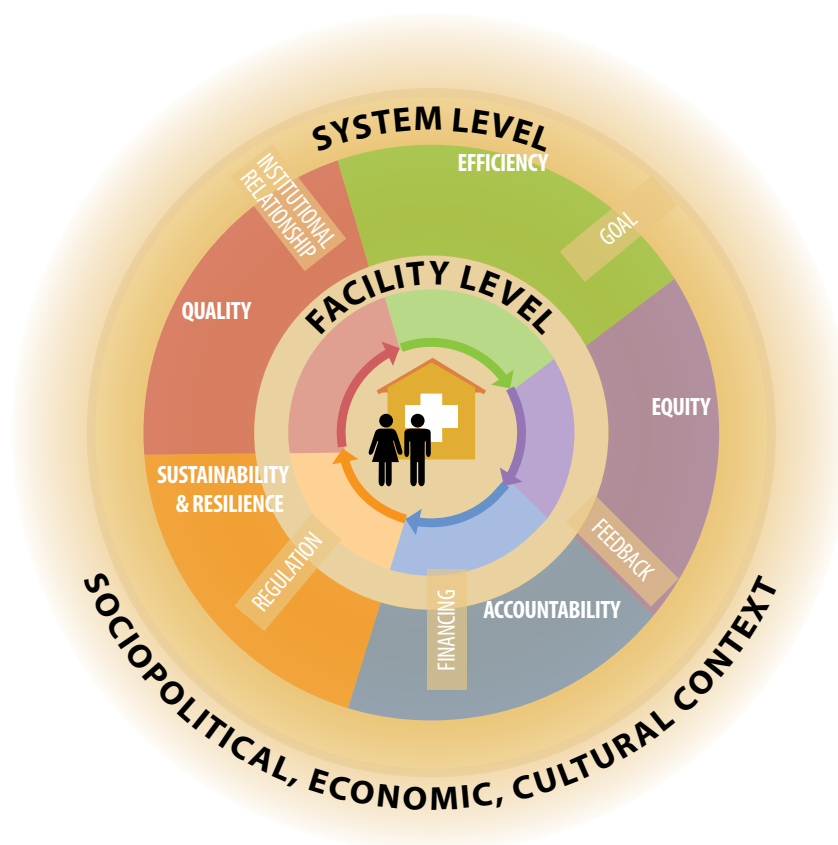 SYSTEM LEVEL
EFFICIENCY
INSTITUTIONAL
RELATIONSHIP
GOAL
FACILITY LEVEL
QUALITY
EQUITY
SUSTAINABILITY
& RESILIENCE
FEEDBACK
REGULATION
FINANCING
ACCOUNTABILITY
SOCIOPOLITICAL, ECONOMIC, CULTURAL CONTEXT